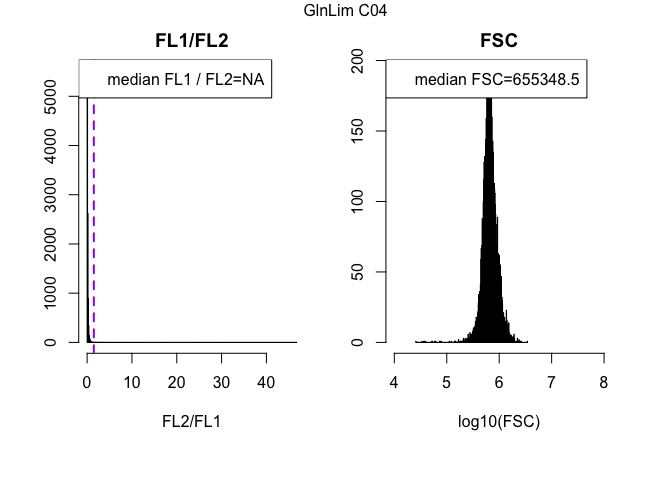 GlnLim C04
FL1/FL2
median FL1 / FL2=NA
0 1000 2000 3000 4000 5000
0 10 20 30 40
FL2/FL1
FSC
median FSC=655348.5
0 50 100 150 200
4 5 6 7 8
log10(FSC)